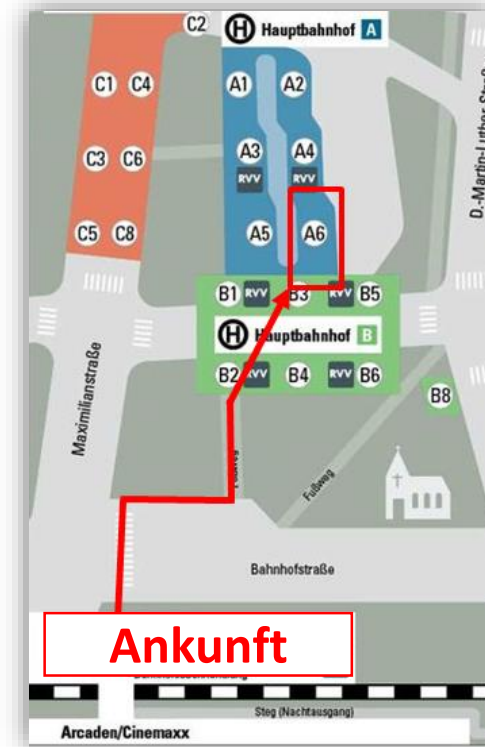 C2
H Hauptbahnhof A
C1 C4
A1 A2
C3 C6
A3 A4
RVV RVV
D.-Martin-Luther-Straß
C5 C8
A5 A6
B1 RVV B3 RVV B5
H Hauptbahnhof B
B2 RVV B4 RVV B6
B8
Maximilianstraße
Fußweg
Bahnhofstraße
Ankunft
Steg (Nachtausgang)
Arcaden/Cinemaxx